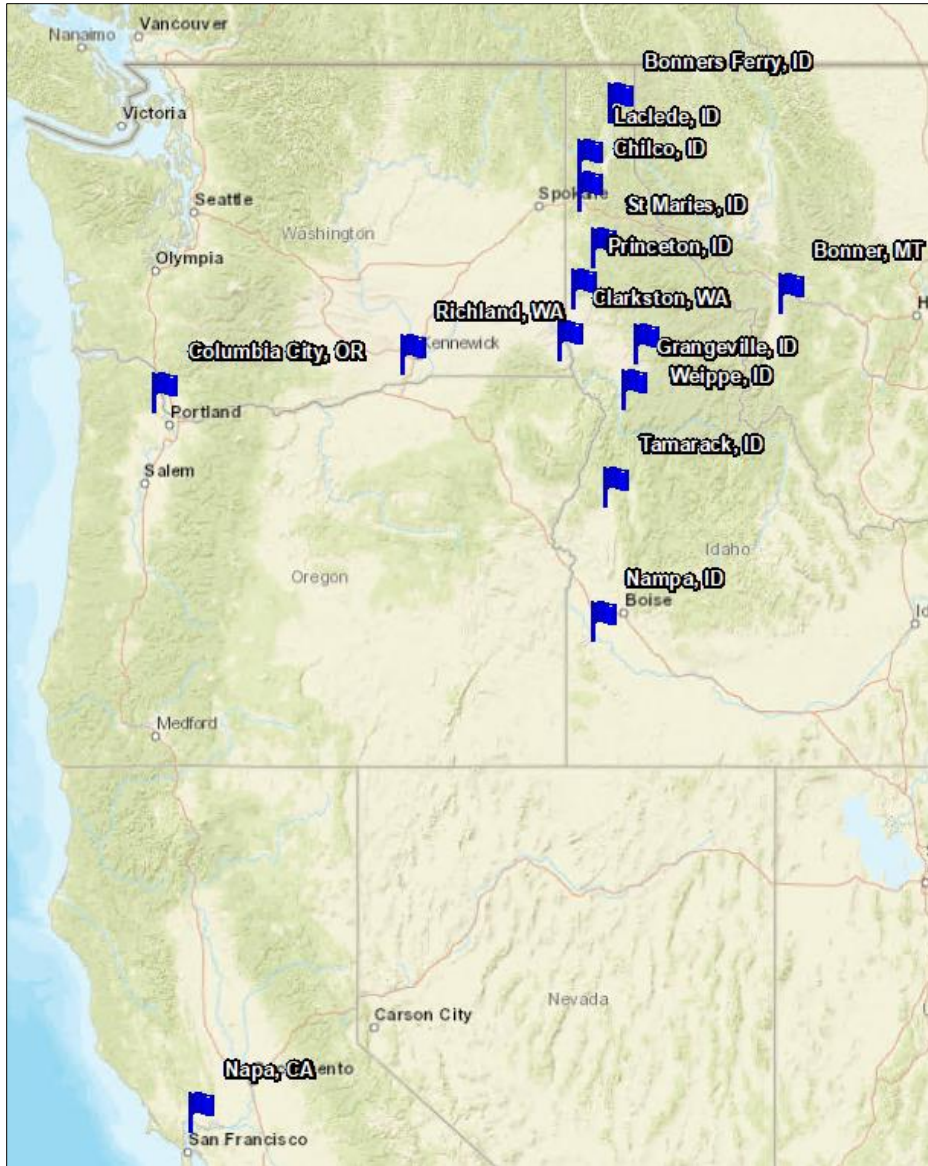 Vancouver
Nanaimo
Bonners Ferry, ID
Victoria
Laclede, ID
Chilco, ID
Spokane
Seattle
St Maries, ID
Washington
Princeton, ID
Bonner, MT
Olympia
Clarkston, WA
Richland, WA
Kennewick
Columbia City, OR
Grangeville, ID
Weippe, ID
Portland
Tamarack, ID
Salem
Idaho
Oregon
Nampa, ID
Boise
Medford
Nevada
Carson City
Napa, CA
San Francisco